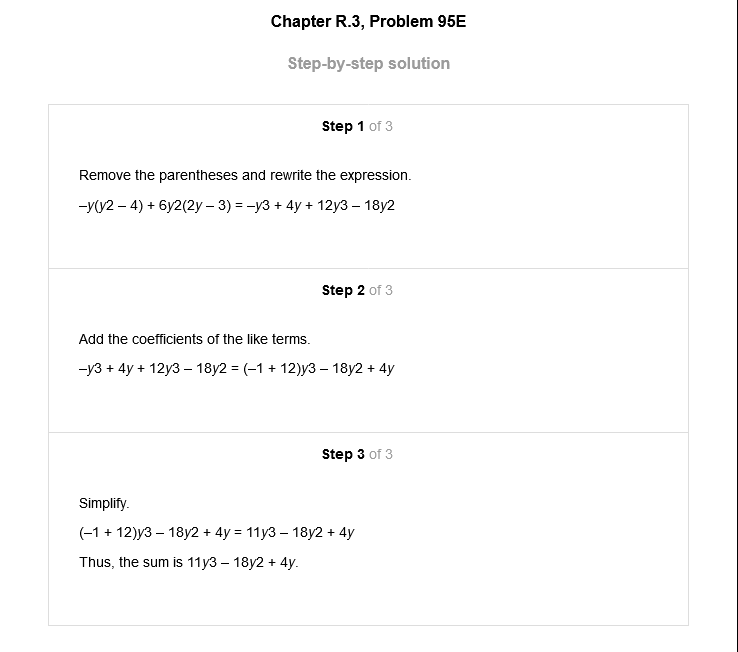 Chapter R.3, Problem 95E
Step-by-step solution
Step 1 of 3
Remove the parentheses and rewrite the expression.
–y(y2 – 4) + 6y2(2y – 3) = –y3 + 4y + 12y3 – 18y2
Step 2 of 3
Add the coefficients of the like terms.
–y3 + 4y + 12y3 – 18y2 = (–1 + 12)y3 – 18y2 + 4y
Step 3 of 3
Simplify.
(–1 + 12)y3 – 18y2 + 4y = 11y3 – 18y2 + 4y
Thus, the sum is 11y3 – 18y2 + 4y.